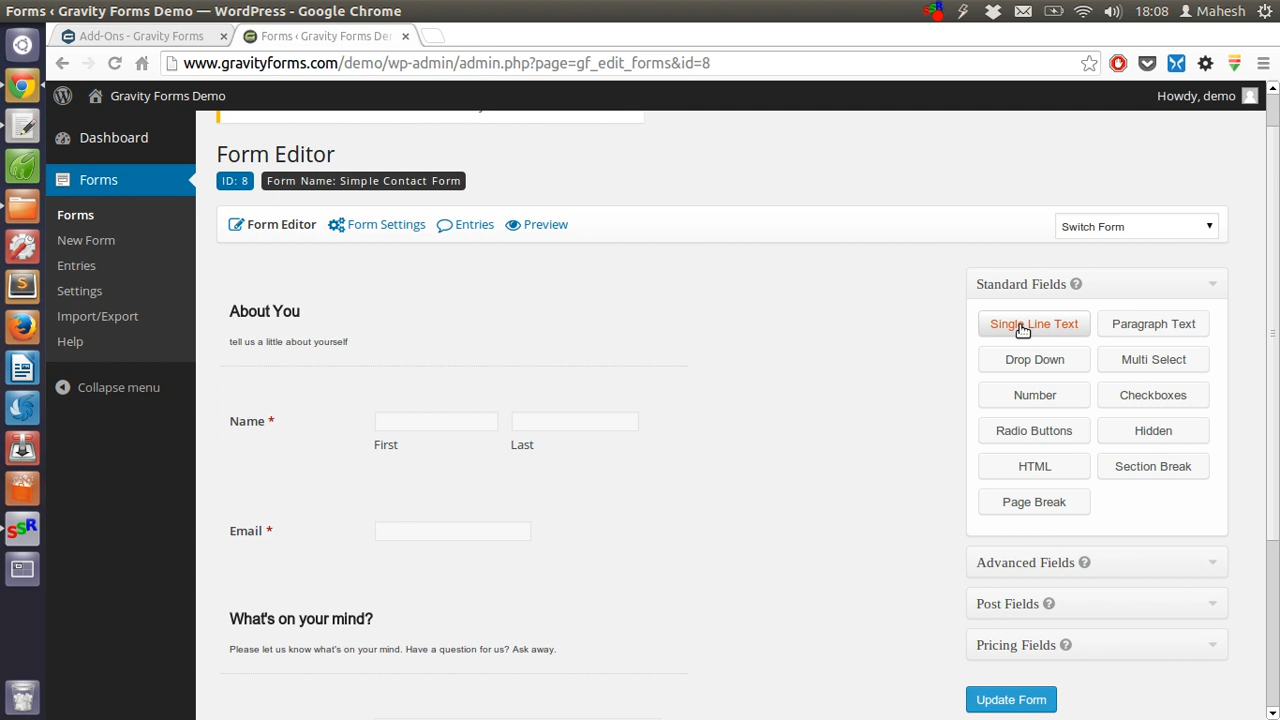 Forms ‹ Gravity Forms Demo — WordPress - Google Chrome
18:08 Mahesh
Add-Ons - Gravity Forms
Forms ‹ Gravity Forms De
www.gravityforms.com/demo/wp-admin/admin.php?page=gf_edit_forms&id=8
Gravity Forms Demo
Howdy, demo
Dashboard
Forms
Forms
New Form
Entries
Settings
Import/Export
Help
Collapse menu
Form Editor
ID: 8
Form Name: Simple Contact Form
Form Editor
Form Settings
Entries
Preview
Switch Form
About You
tell us a little about yourself
Name *
First
Last
Email *
What's on your mind?
Please let us know what's on your mind. Have a question for us? Ask away.
Standard Fields
Single Line Text
Paragraph Text
Drop Down
Multi Select
Number
Checkboxes
Radio Buttons
Hidden
HTML
Section Break
Page Break
Advanced Fields
Post Fields
Pricing Fields
Update Form